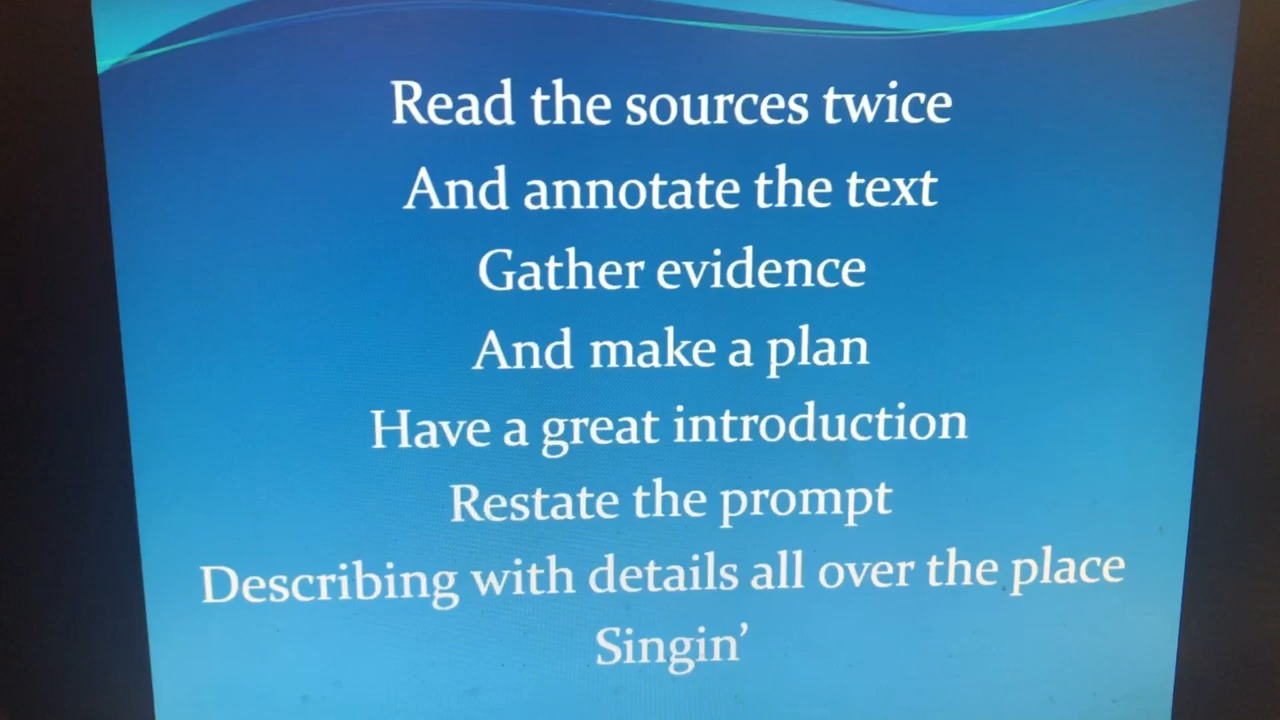 Read the sources twice
And annotate the text
Gather evidence
And make a plan
Have a great introduction
Restate the prompt
Describing with details all over the place
Singin’